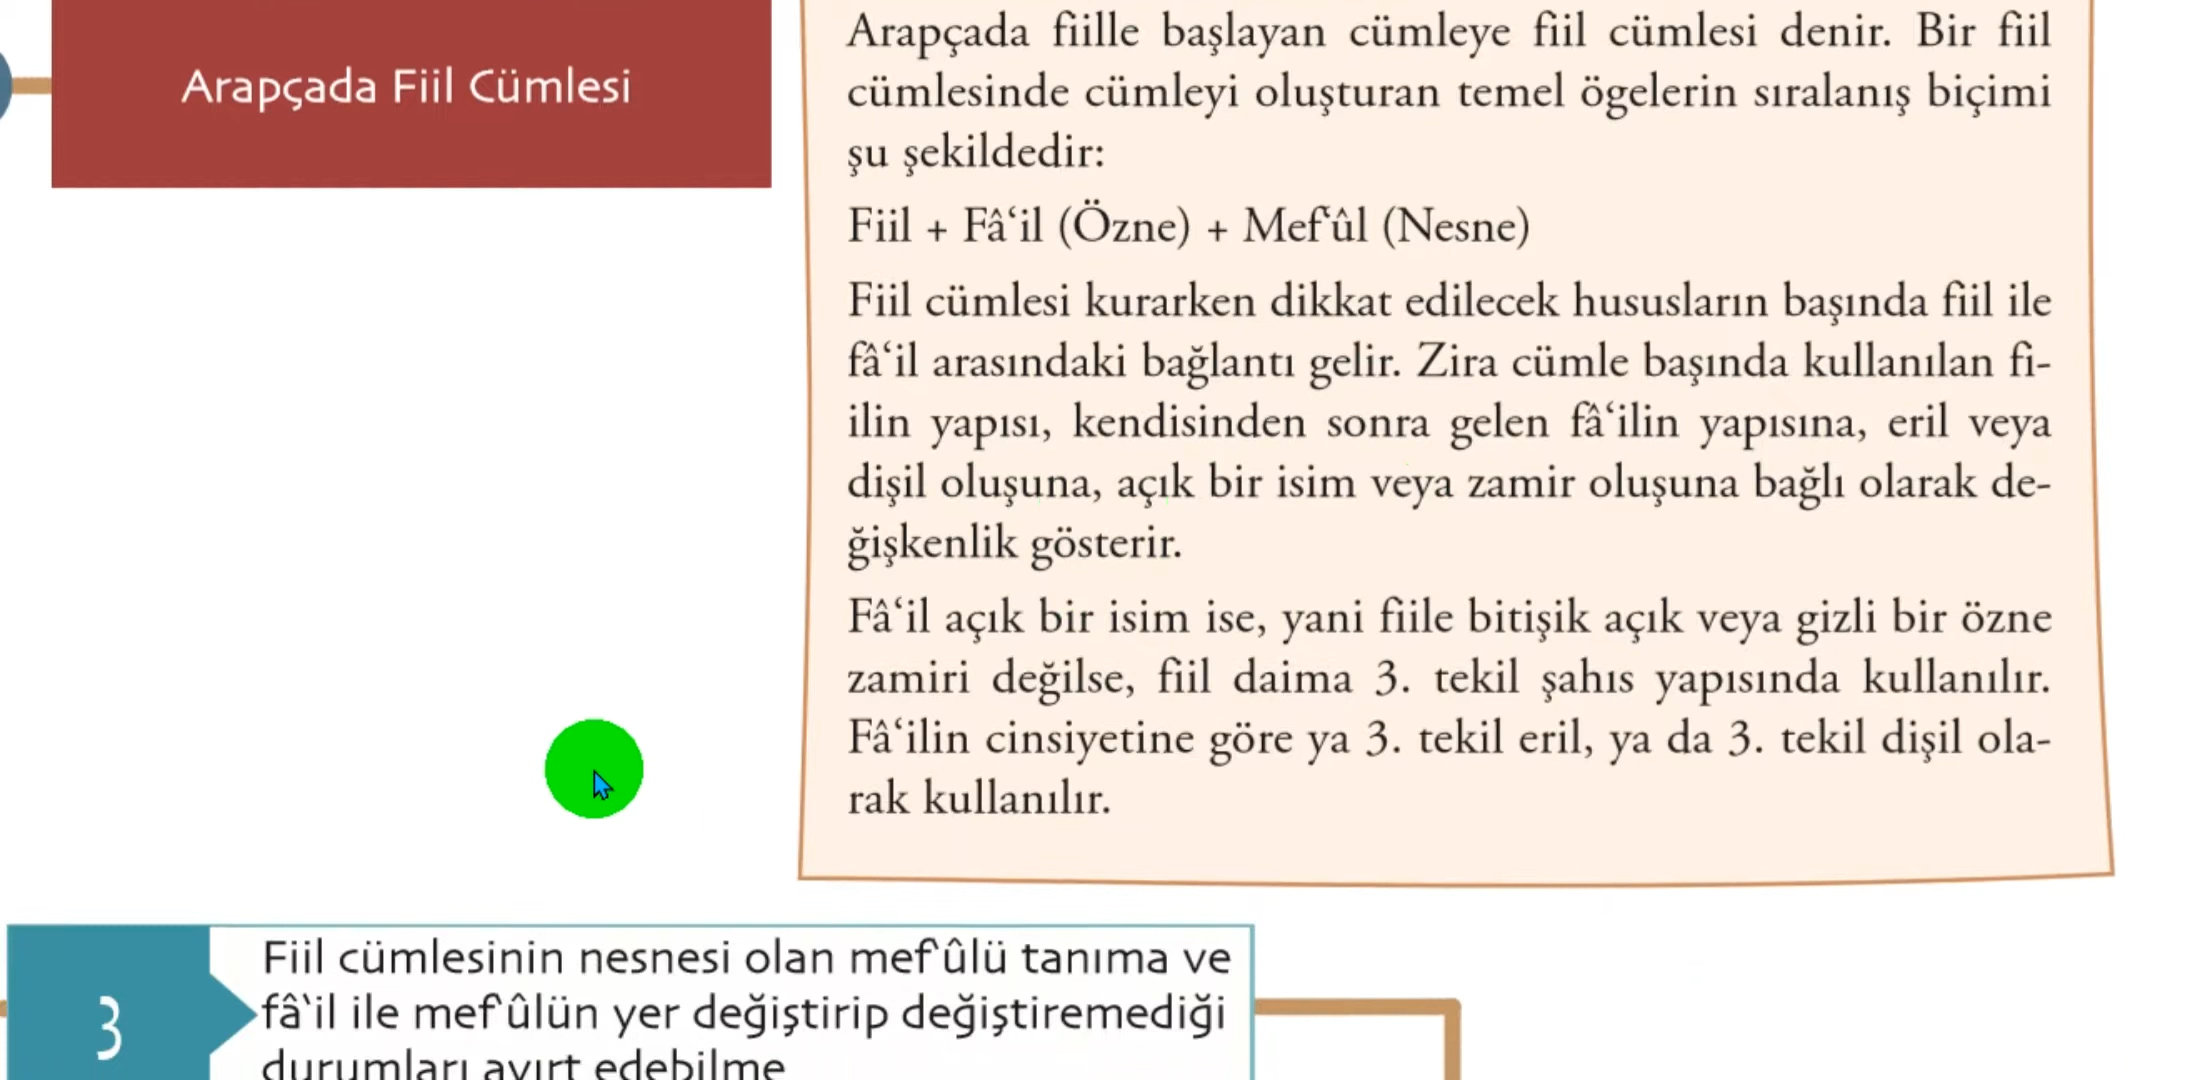 Arapçada Fiil Cümlesi
Arapçada fiille başlayan cümleye fiil cümlesi denir. Bir fiil
cümlesinde cümleyi oluşturan temel ögelerin sıralanış biçimi
şu şekildedir:
Fiil + Fâ‘il (Özne) + Mef‘ûl (Nesne)
Fiil cümlesi kurarken dikkat edilecek hususların başında fiil ile
fâ‘il arasındaki bağlantı gelir. Zira cümle başında kullanılan fi-
ilin yapısı, kendisinden sonra gelen fâ‘ilin yapısına, eril veya
dişil oluşuna, açık bir isim veya zamir oluşuna bağlı olarak de-
ğişkenlik gösterir.
Fâ‘il açık bir isim ise, yani fiile bitişik açık veya gizli bir özne
zamiri değilse, fiil daima 3. tekil şahıs yapısında kullanılır.
Fâ‘ilin cinsiyetine göre ya 3. tekil eril, ya da 3. tekil dişil ola-
rak kullanılır.
3
Fiil cümlesinin nesnesi olan mef‘ûlü tanıma ve
fâ‘il ile mef‘ûlün yer değiştirip değiştiremediği
durumları ayırt edebilme